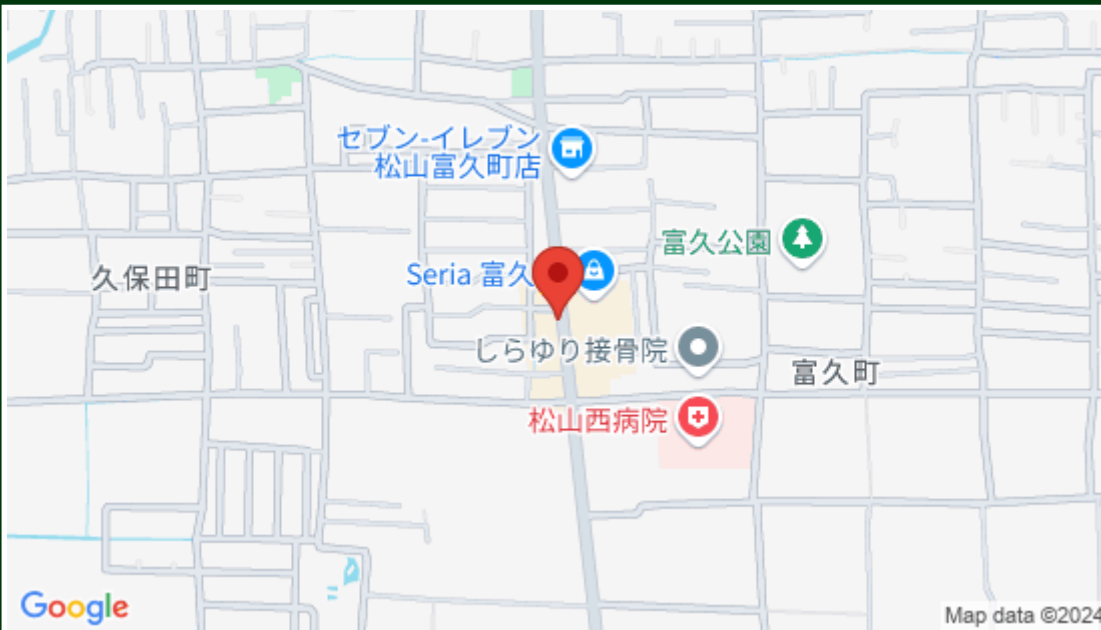 セブン-イレブン
松山富久町店
富久公園
Seria 富久
久保田町
しらゆり接骨院
富久町
松山西病院
Google
Map data ©2024